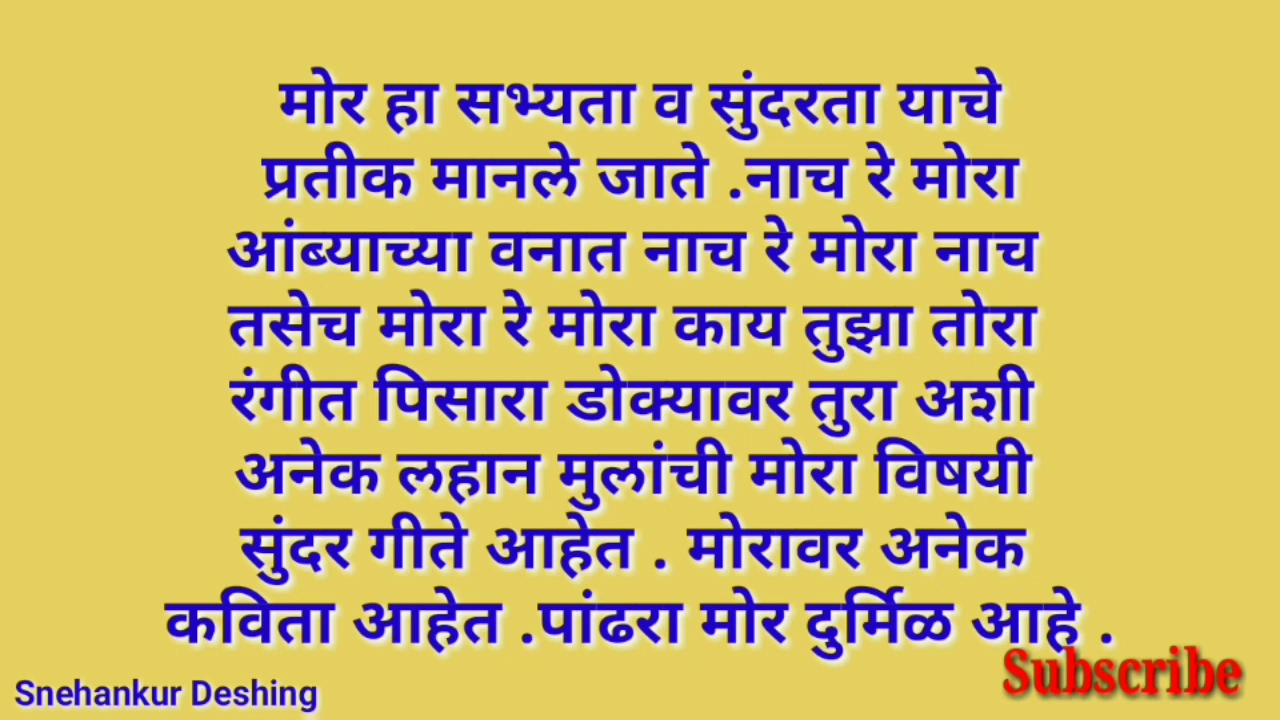 मोर हा सभ्यता व सुंदरता याचे
प्रतीक मानले जाते .नाच रे मोरा
आंब्याच्या वनात नाच रे मोरा नाच
तसेच मोरा रे मोरा काय तुझा तोरा
रंगीत पिसारा डोक्यावर तुरा अशी
अनेक लहान मुलांची मोरा विषयी
सुंदर गीते आहेत . मोरावर अनेक
कविता आहेत .पांढरा मोर दुर्मिळ आहे .
Subscribe
Snehankur Deshing